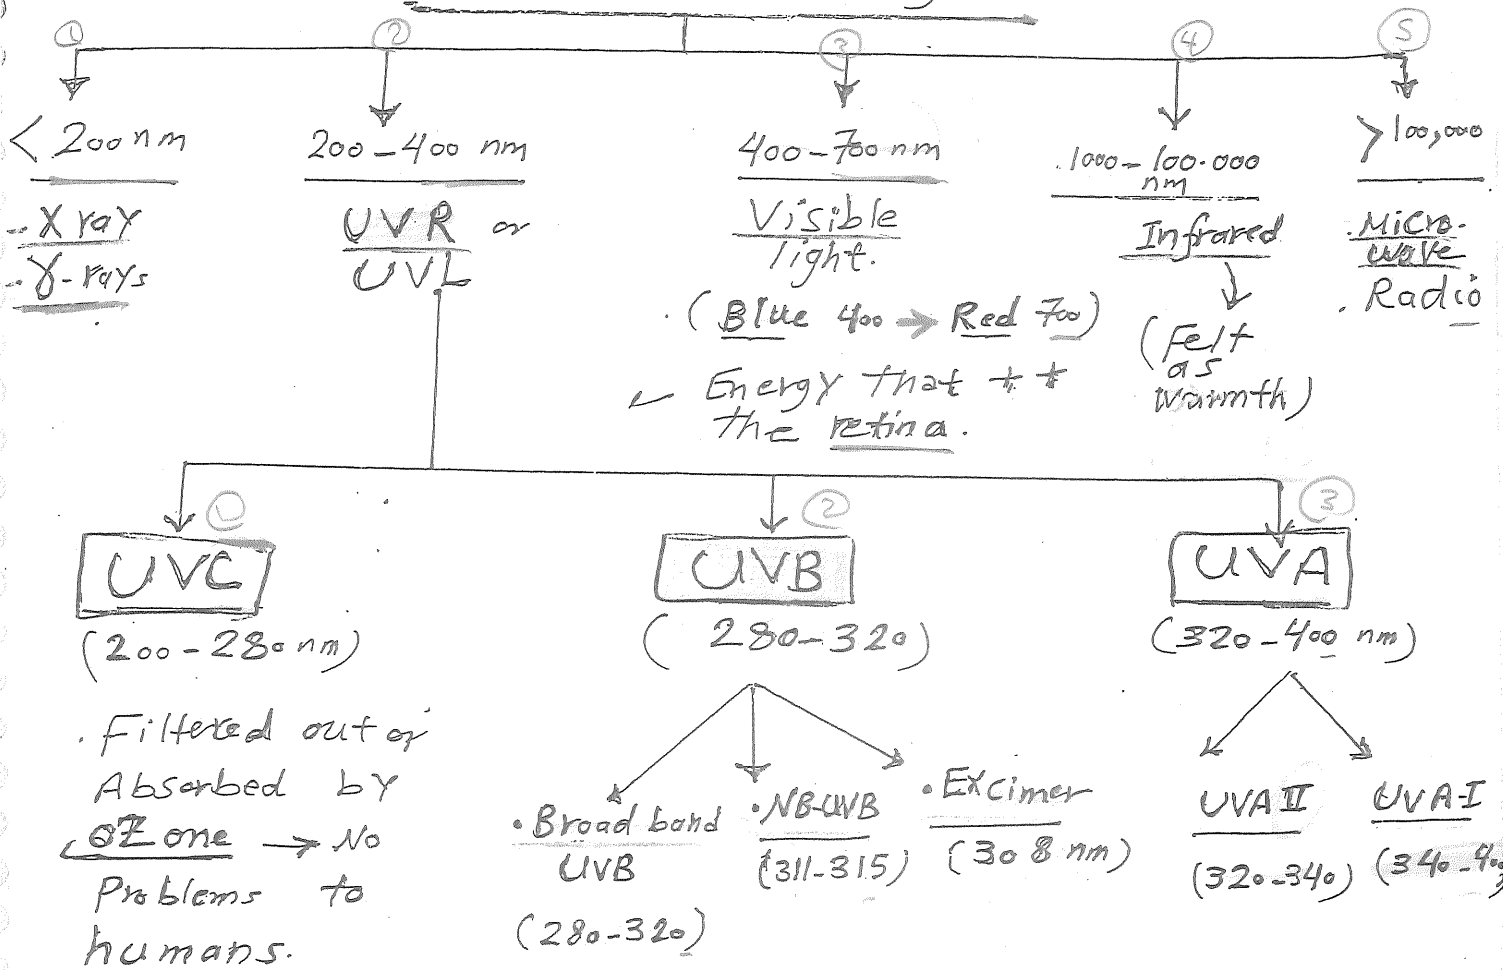 1
2
3
4
5
< 200 nm
200-400 nm
400-700 nm
.1000-100.000
nm
> 100,000
- X ray
- γ-rays
UVR or
UVL
Visible
light.
.(Blue 400 → Red 700)
Energy that ++
the retina.
Infrared
(Felt
as
warmth)
. Micro-
wave
. Radio
1
2
3
UVC
UVB
UVA
(200-280 nm)
(280-320)
(320-400 nm)
. Filtered out or
Absorbed by
OZone → No
Problems to
humans.
. Broad band
UVB
(280-320)
. NB-UVB
(311-315)
. Excimer
(308 nm)
UVA II
(320-340)
UVA-I
(340-400